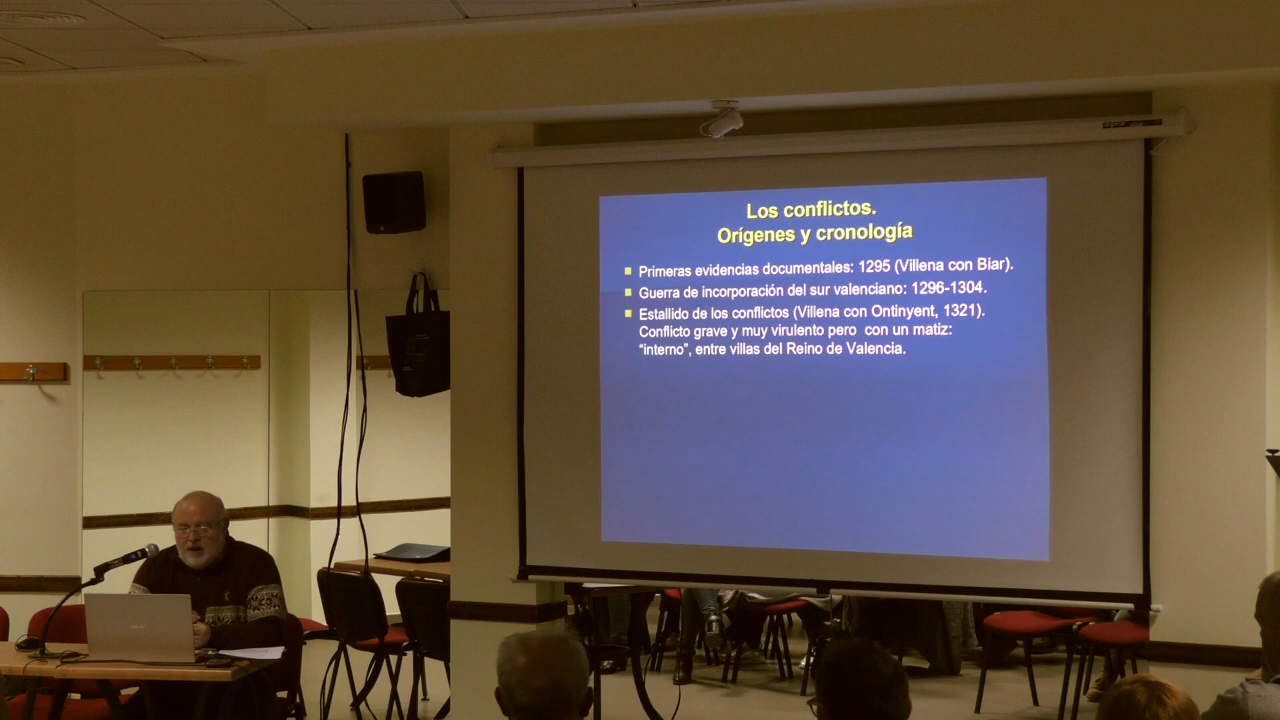 Los conflictos.
Orígenes y cronología
Primeras evidencias documentales: 1295 (Villena con Biar).
Guerra de incorporación del sur valenciano: 1296-1304.
Estallido de los conflictos (Villena con Ontinyent, 1321).
Conflicto grave y muy virulento pero con un matiz:
“interno”, entre villas del Reino de Valencia.